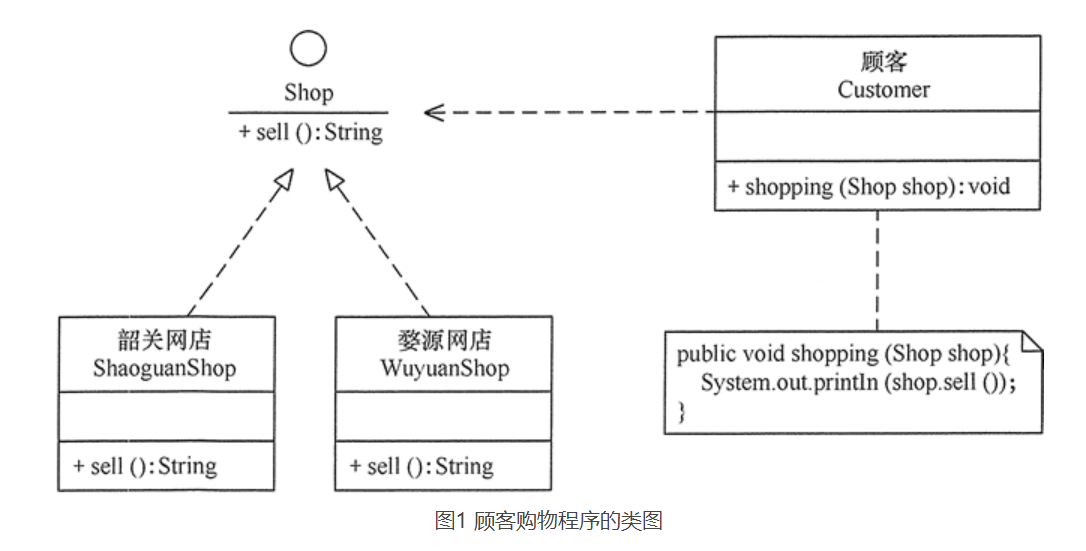 Shop
+ sell ():String
顾客
Customer
+ shopping (Shop shop):void
韶关网店
ShaoguanShop
+ sell ():String
婺源网店
WuyuanShop
+ sell ():String
public void shopping (Shop shop){
System.out.printIn (shop.sell ());
}
图1 顾客购物程序的类图